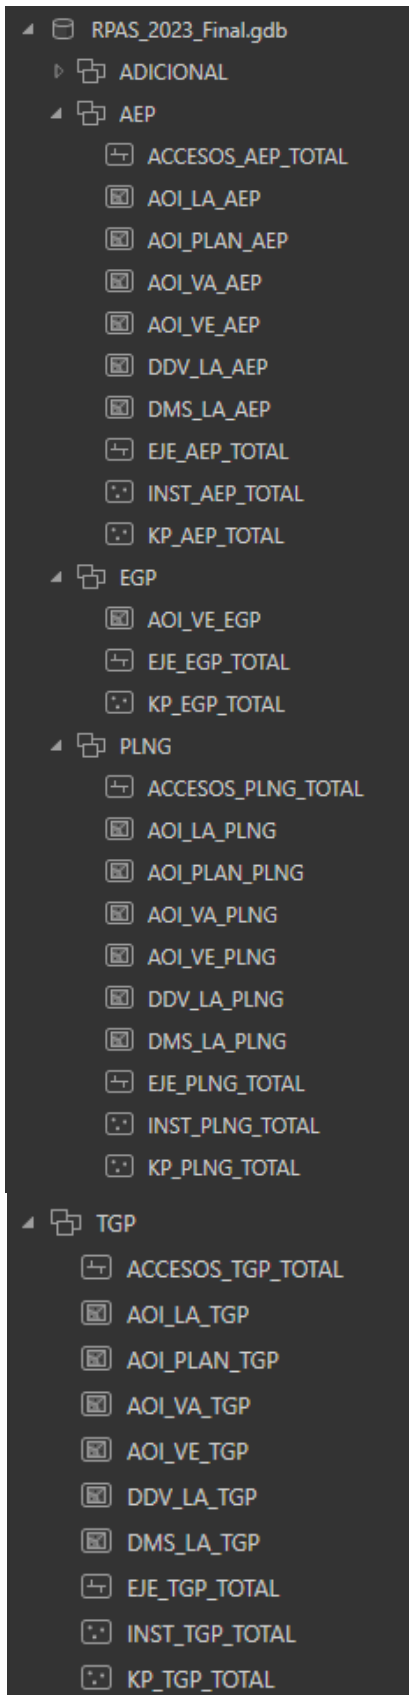 RPAS_2023_Final.gdb
ADICIONAL
AEP
ACCESOS_AEP_TOTAL
AOI_LA_AEP
AOI_PLAN_AEP
AOI_VA_AEP
AOI_VE_AEP
DDV_LA_AEP
DMS_LA_AEP
EJE_AEP_TOTAL
INST_AEP_TOTAL
KP_AEP_TOTAL
EGP
AOI_VE_EGP
EJE_EGP_TOTAL
KP_EGP_TOTAL
PLNG
ACCESOS_PLNG_TOTAL
AOI_LA_PLNG
AOI_PLAN_PLNG
AOI_VA_PLNG
AOI_VE_PLNG
DDV_LA_PLNG
DMS_LA_PLNG
EJE_PLNG_TOTAL
INST_PLNG_TOTAL
KP_PLNG_TOTAL
TGP
ACCESOS_TGP_TOTAL
AOI_LA_TGP
AOI_PLAN_TGP
AOI_VA_TGP
AOI_VE_TGP
DDV_LA_TGP
DMS_LA_TGP
EJE_TGP_TOTAL
INST_TGP_TOTAL
KP_TGP_TOTAL